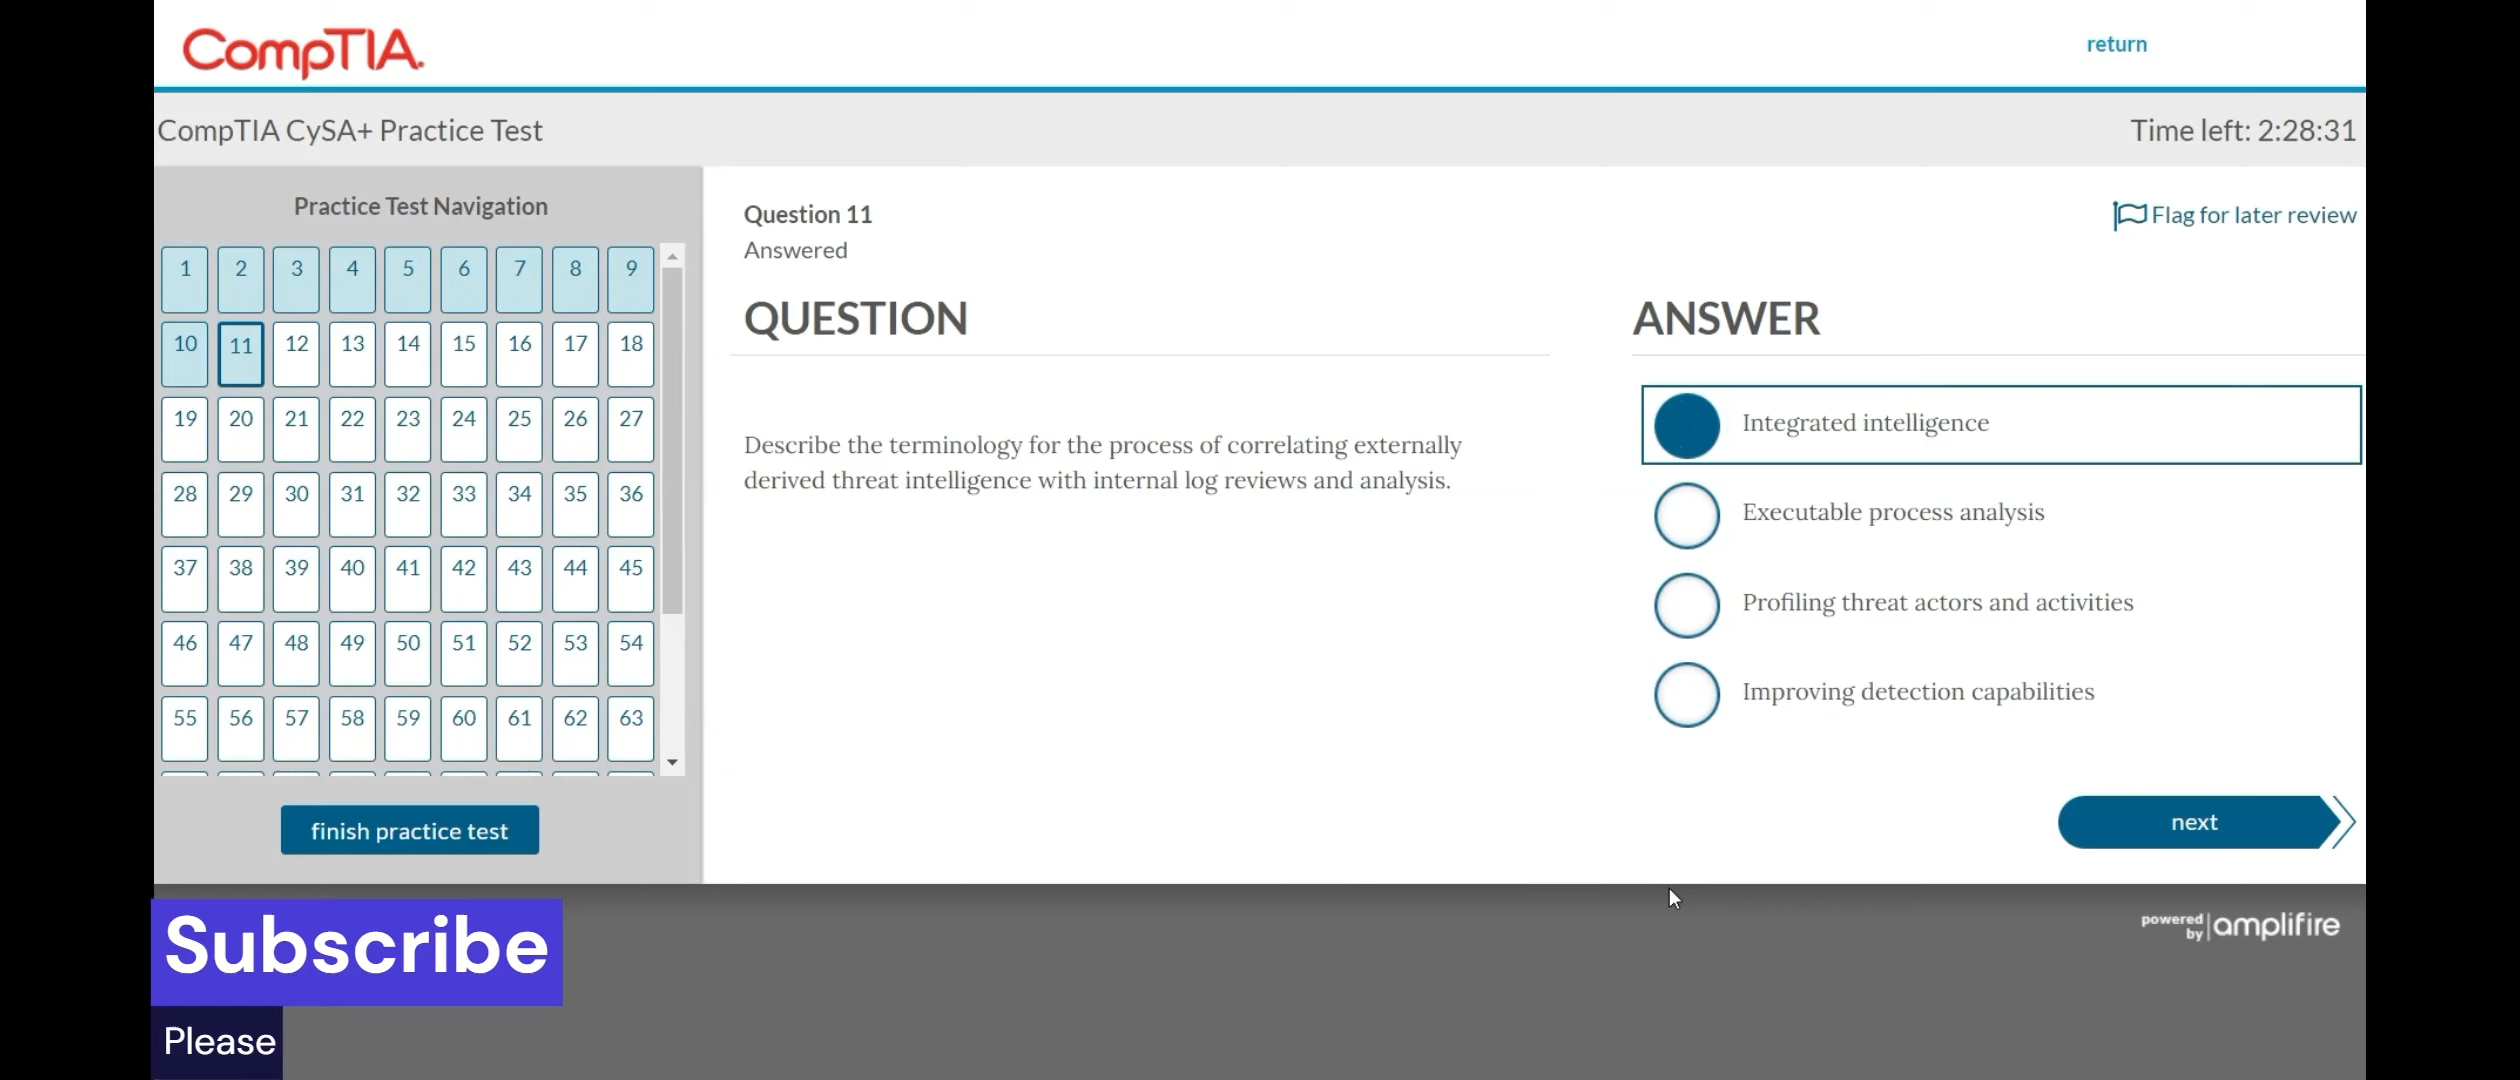 CompTIA.
return
CompTIA CySA+ Practice Test
Time left: 2:28:31
Practice Test Navigation
1 2 3 4 5 6 7 8 9
10 11 12 13 14 15 16 17 18
19 20 21 22 23 24 25 26 27
28 29 30 31 32 33 34 35 36
37 38 39 40 41 42 43 44 45
46 47 48 49 50 51 52 53 54
55 56 57 58 59 60 61 62 63
finish practice test
Question 11
Answered
Flag for later review
QUESTION
Describe the terminology for the process of correlating externally
derived threat intelligence with internal log reviews and analysis.
ANSWER
Integrated intelligence
Executable process analysis
Profiling threat actors and activities
Improving detection capabilities
next
powered by amplifire
Subscribe
Please